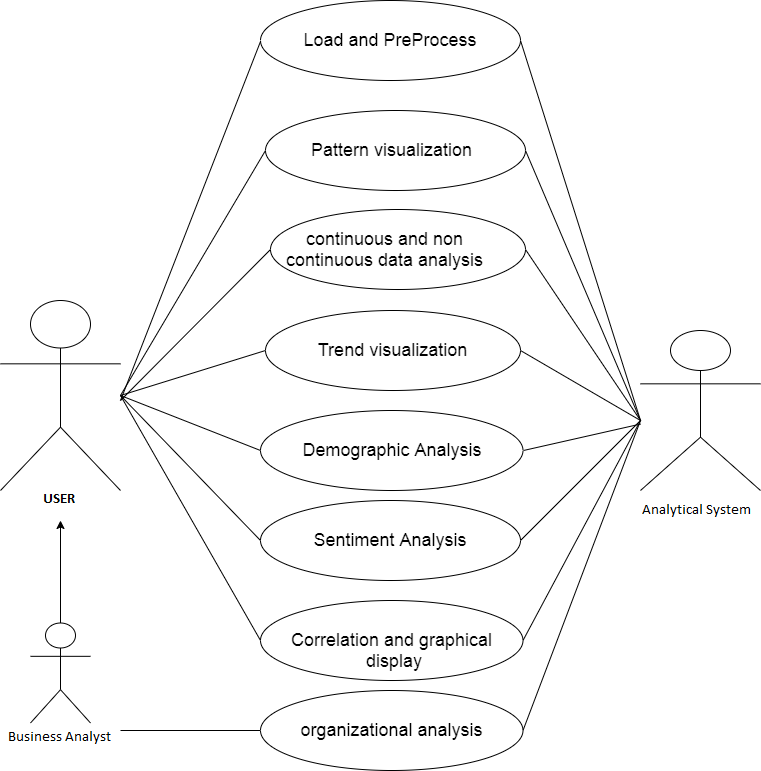 Load and PreProcess
Pattern visualization
continuous and non
continuous data analysis
Trend visualization
Demographic Analysis
USER
Analytical System
Sentiment Analysis
Correlation and graphical
display
Business Analyst
organizational analysis